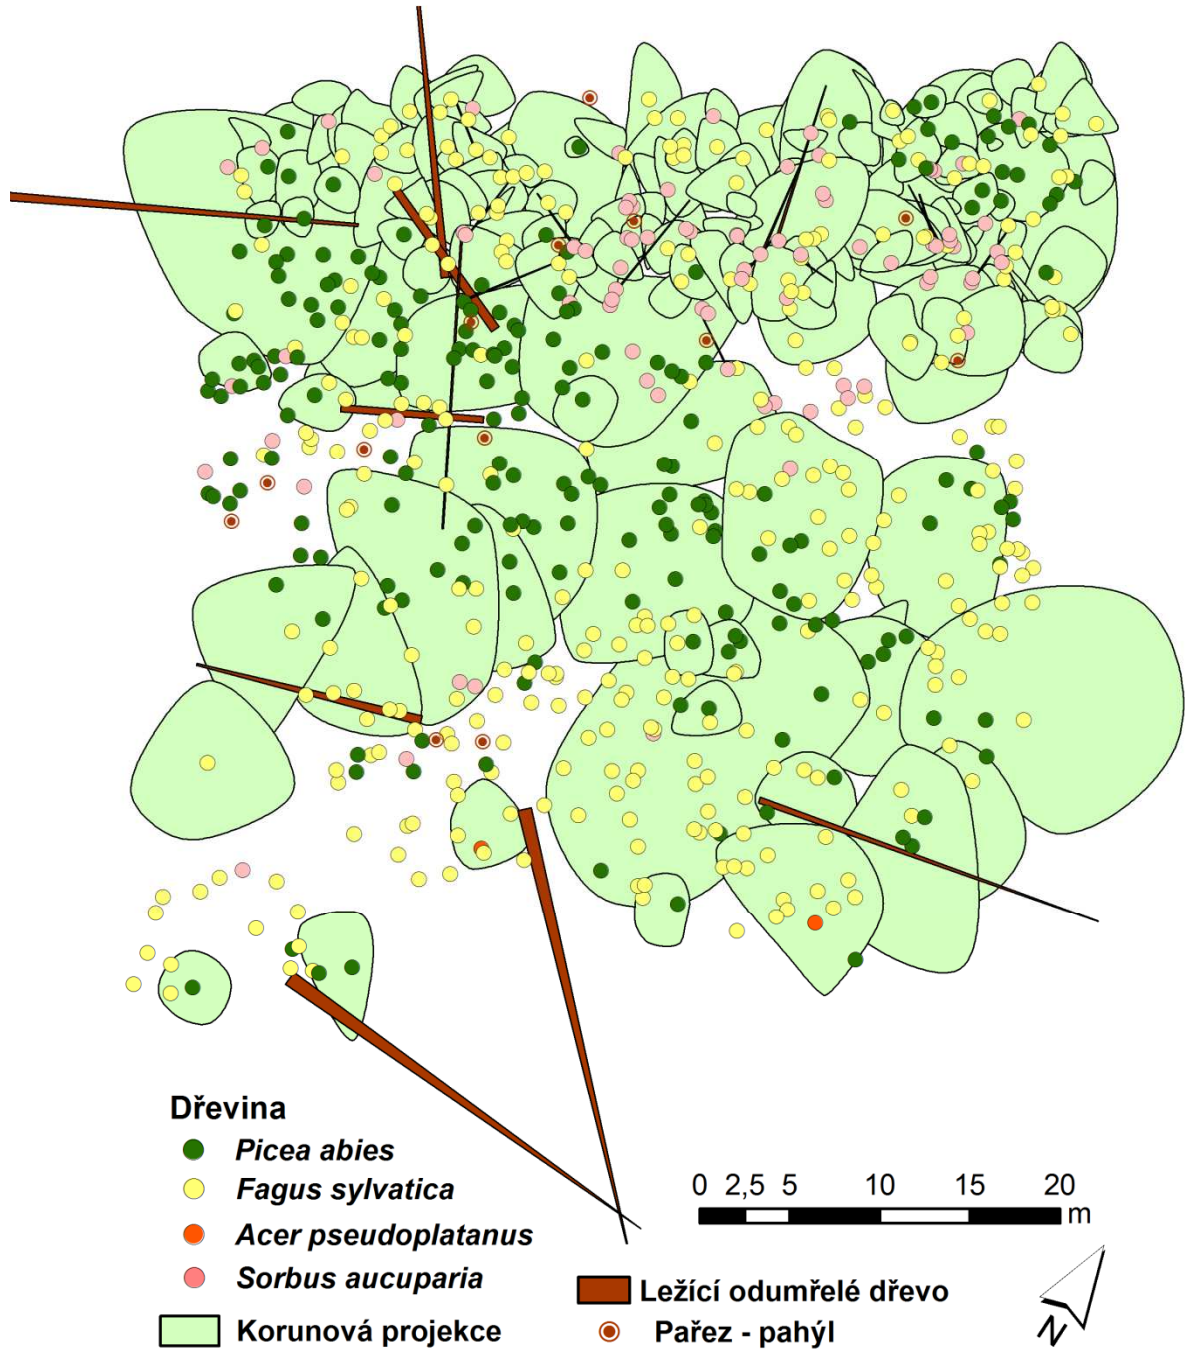 Dřevina
Picea abies
Fagus sylvatica
Acer pseudoplatanus
Sorbus aucuparia
Korunová projekce
0 2,5 5 10 15 20
m
Ležící odumřelé dřevo
Pařez - pahýl
N